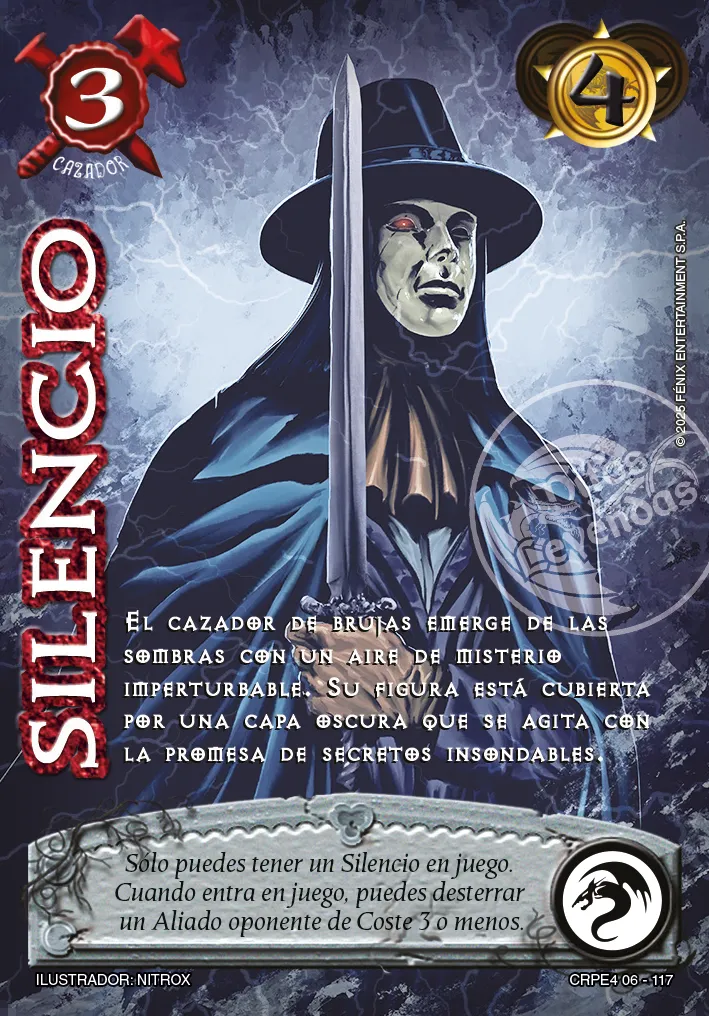 3
CAZADOR
4
SILENCIO
© 2025 FÉNIX ENTERTAINMENT S.P.A.
Mitos
Leyendas
El cazador de brujas emerge de las
sombras con un aire de misterio
imperturbable. Su figura está cubierta
por una capa oscura que se agita con
la promesa de secretos insondables.
Sólo puedes tener un Silencio en juego.
Cuando entra en juego, puedes desterrar
un Aliado oponente de Coste 3 o menos.
ILUSTRADOR: NITROX
CRPE4 06 - 117